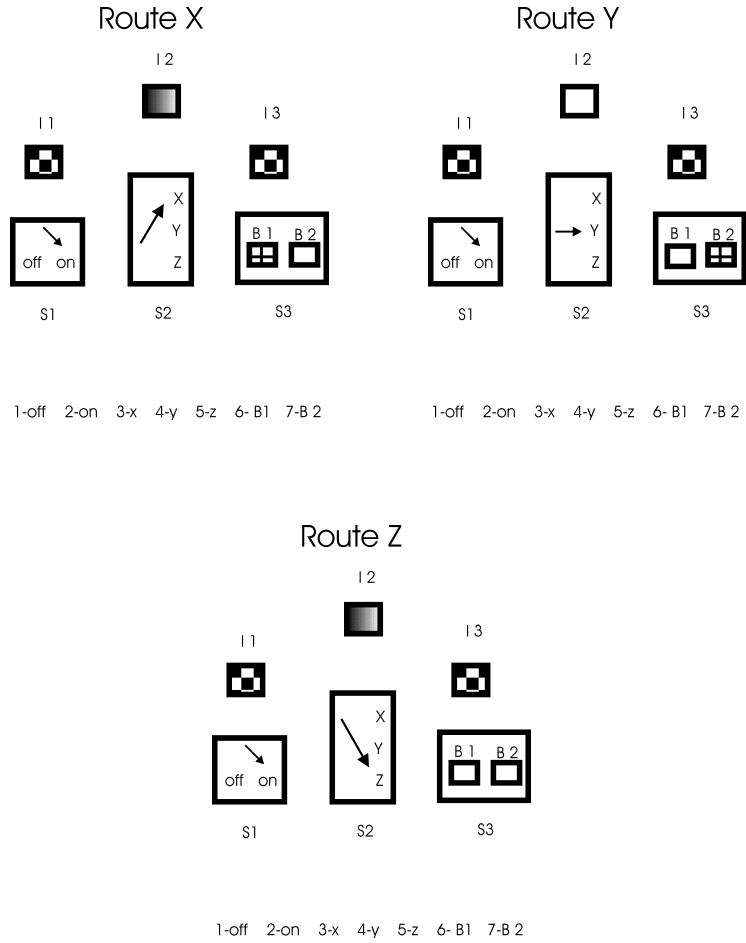 Route X
I 2
I 1
I 3
X
Y
Z
off on
B 1 B 2
S1 S2 S3
1-off 2-on 3-x 4-y 5-z 6- B1 7-B 2
Route Y
I 2
I 1
I 3
X
Y
Z
off on
B 1 B 2
S1 S2 S3
1-off 2-on 3-x 4-y 5-z 6- B1 7-B 2
Route Z
I 2
I 1
I 3
X
Y
Z
off on
B 1 B 2
S1 S2 S3
1-off 2-on 3-x 4-y 5-z 6- B1 7-B 2